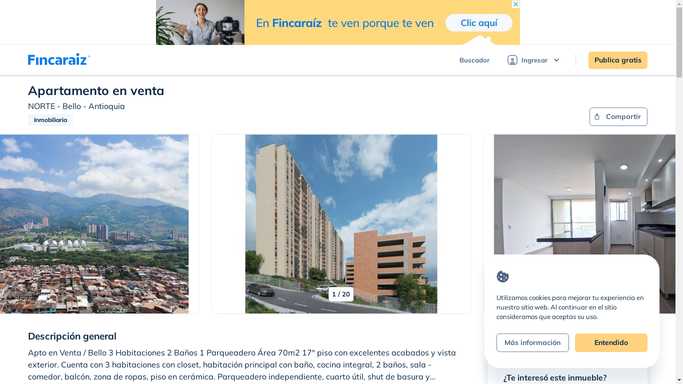 En Fincaraíz te ven porque te ven
Clic aquí
Fincaraíz
Buscador
Ingresar
Publica gratis
Apartamento en venta
NORTE - Bello - Antioquia
Inmobiliaria
Compartir
1 / 20
Utilizamos cookies para mejorar tu experiencia en
nuestro sitio web. Al continuar en el sitio
consideramos que aceptas su uso.
Más información
Entendido
Descripción general
Apto en Venta / Bello 3 Habitaciones 2 Baños 1 Parqueadero Área 70m2 17° piso con excelentes acabados y vista
exterior. Cuenta con 3 habitaciones con closet, habitación principal con baño, cocina integral, 2 baños, sala -
comedor, balcón, zona de ropas, piso en cerámica. Parqueadero independiente, cuarto útil, shut de basura y...
¿Te interesó este inmueble?